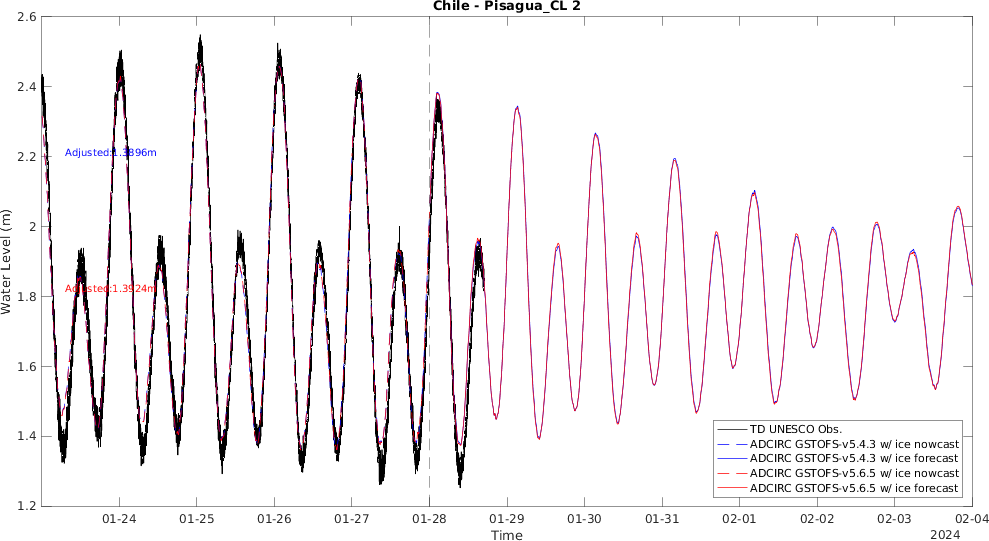 Chile - Pisagua_CL 2
Water Level (m)
2.6
2.4
2.2
2
1.8
1.6
1.4
1.2
Adjusted:1.3896m
Adjusted:1.3924m
TD UNESCO Obs.
ADCIRC GSTOFS-v5.4.3 w/ ice nowcast
ADCIRC GSTOFS-v5.4.3 w/ ice forecast
ADCIRC GSTOFS-v5.6.5 w/ ice nowcast
ADCIRC GSTOFS-v5.6.5 w/ ice forecast
01-24 01-25 01-26 01-27 01-28 01-29 01-30 01-31 02-01 02-02 02-03 02-04
Time
2024